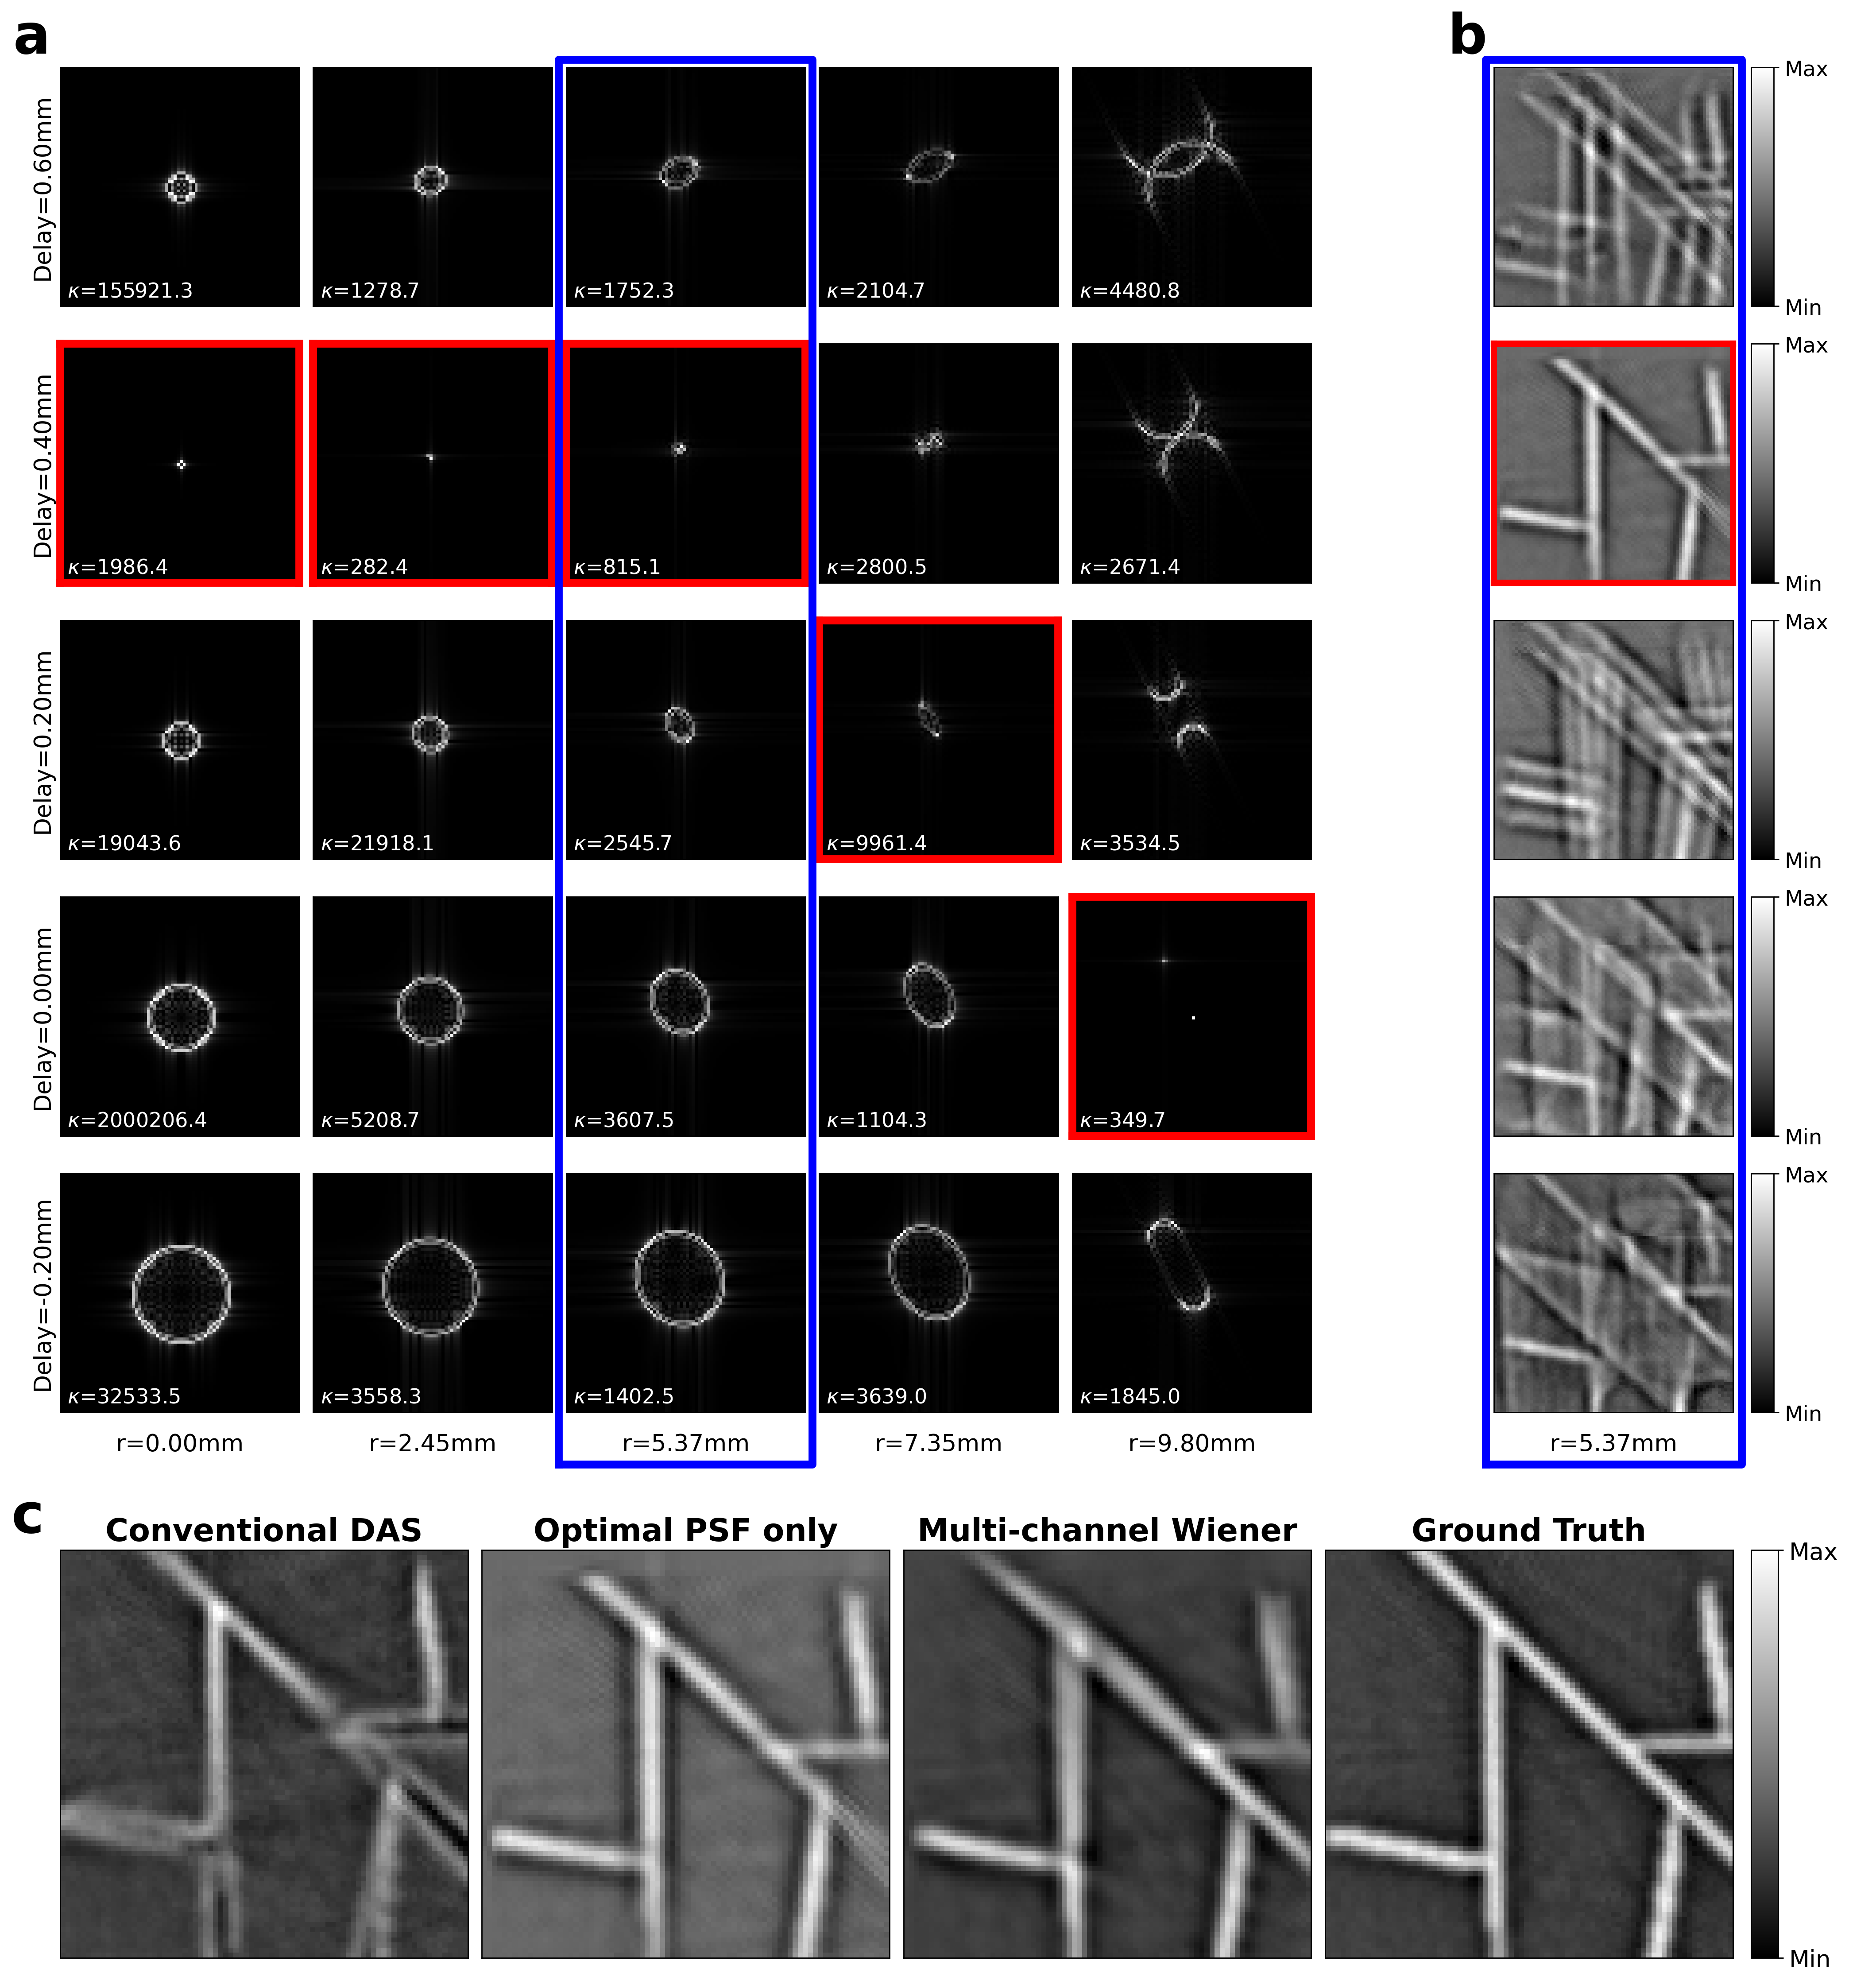 a
b
Delay=0.60mm
κ=155921.3
κ=1278.7
κ=1752.3
κ=2104.7
κ=4480.8
Max
Min
Delay=0.40mm
κ=1986.4
κ=282.4
κ=815.1
κ=2800.5
κ=2671.4
Max
Min
Delay=0.20mm
κ=19043.6
κ=21918.1
κ=2545.7
κ=9961.4
κ=3534.5
Max
Min
Delay=0.00mm
κ=2000206.4
κ=5208.7
κ=3607.5
κ=1104.3
κ=349.7
Max
Min
Delay=-0.20mm
κ=32533.5
κ=3558.3
κ=1402.5
κ=3639.0
κ=1845.0
Max
Min
r=0.00mm
r=2.45mm
r=5.37mm
r=7.35mm
r=9.80mm
r=5.37mm
c
Conventional DAS
Optimal PSF only
Multi-channel Wiener
Ground Truth
Max
Min